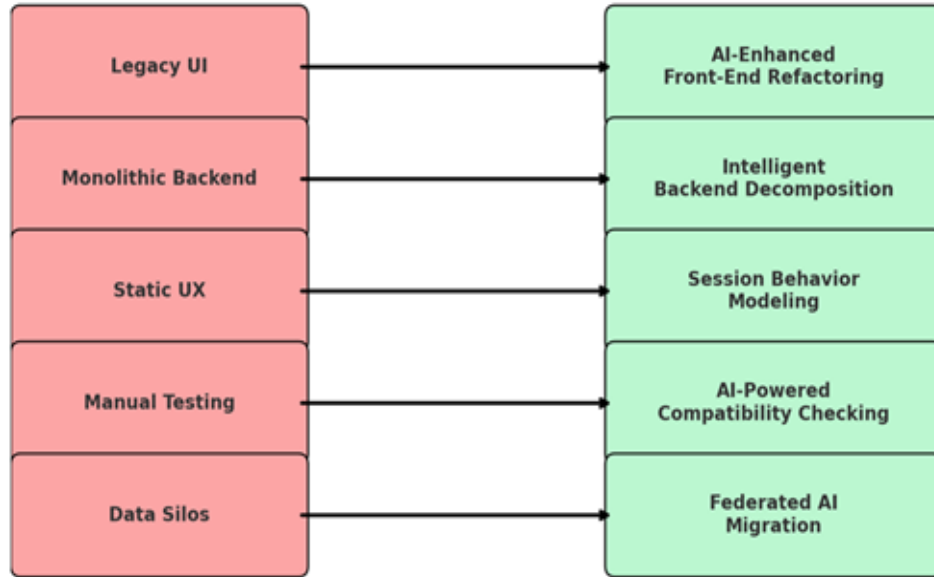 Legacy UI
AI-Enhanced
Front-End Refactoring
Monolithic Backend
Intelligent
Backend Decomposition
Static UX
Session Behavior
Modeling
Manual Testing
AI-Powered
Compatibility Checking
Data Silos
Federated AI
Migration